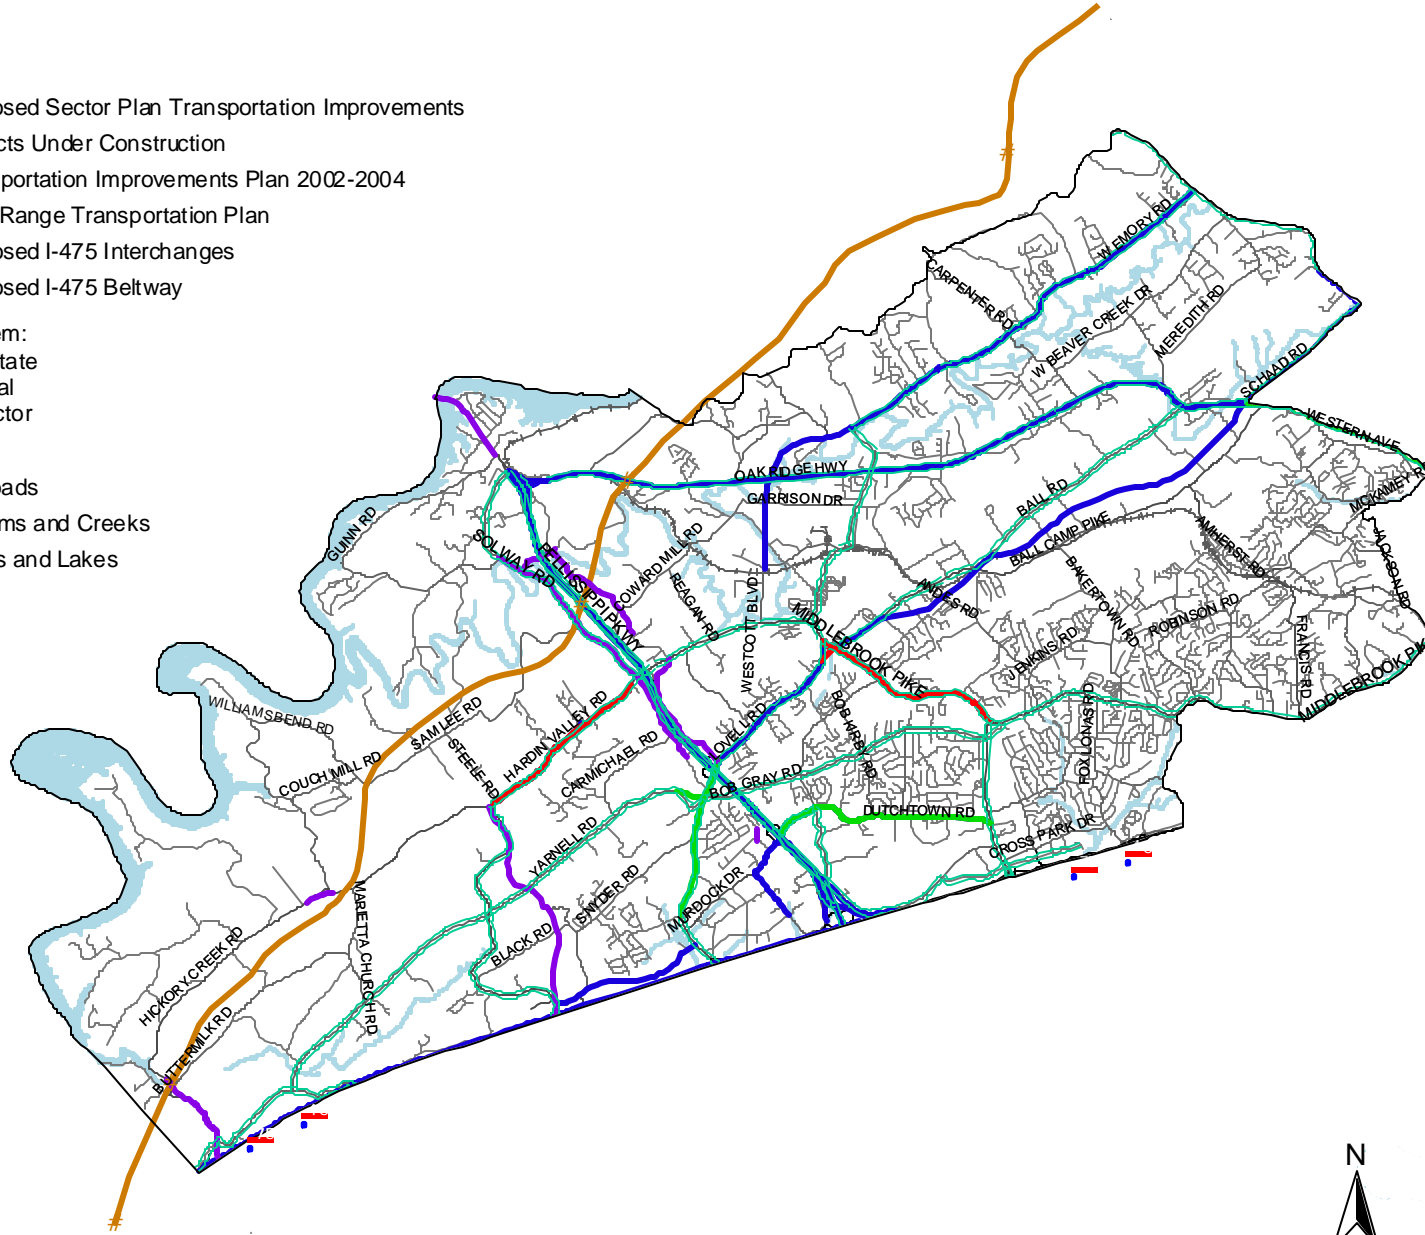 osed Sector Plan Transportation Improvements
cts Under Construction
portation Improvements Plan 2002-2004
Range Transportation Plan
osed I-475 Interchanges
osed I-475 Beltway
em:
tate
al
ctor
oads
ms and Creeks
s and Lakes
W EMORY RD
CARPENTER RD
W BEAVER CREEK DR
MEREDITH RD
SCHAAD RD
WESTERN AVE
OAK RIDGE HWY
GARRISON DR
BALL RD
MCKAMEY R
GUINN RD
SOLWAY RD
PELLISSIPPI PKWY
COWARD MILL RD
REAGAN RD
BALL CAMP PIKE
AMHERST RD
JACKSON RD
ANDES RD
BAKERTOWN RD
WESTCOTT BLVD
MIDDLEBROOK PIKE
ROBINSON RD
JENKINS RD
FRANCIS RD
MIDDLEBROOK PIK
WILLIAMS BEND RD
SAM LEE RD
HARDIN VALLEY RD
LOVELL RD
BOB KIRBY RD
FOX LONAS RD
STEELE RD
CARMICHAEL RD
COUCH MILL RD
BOB GRAY RD
DUTCHTOWN RD
CROSS PARK DR
YARNELL RD
SNYDER RD
MURDOCK DR
MARIETTA CHURCH RD
BLACK RD
HICKORY CREEK RD
BUTTERMILK RD
N